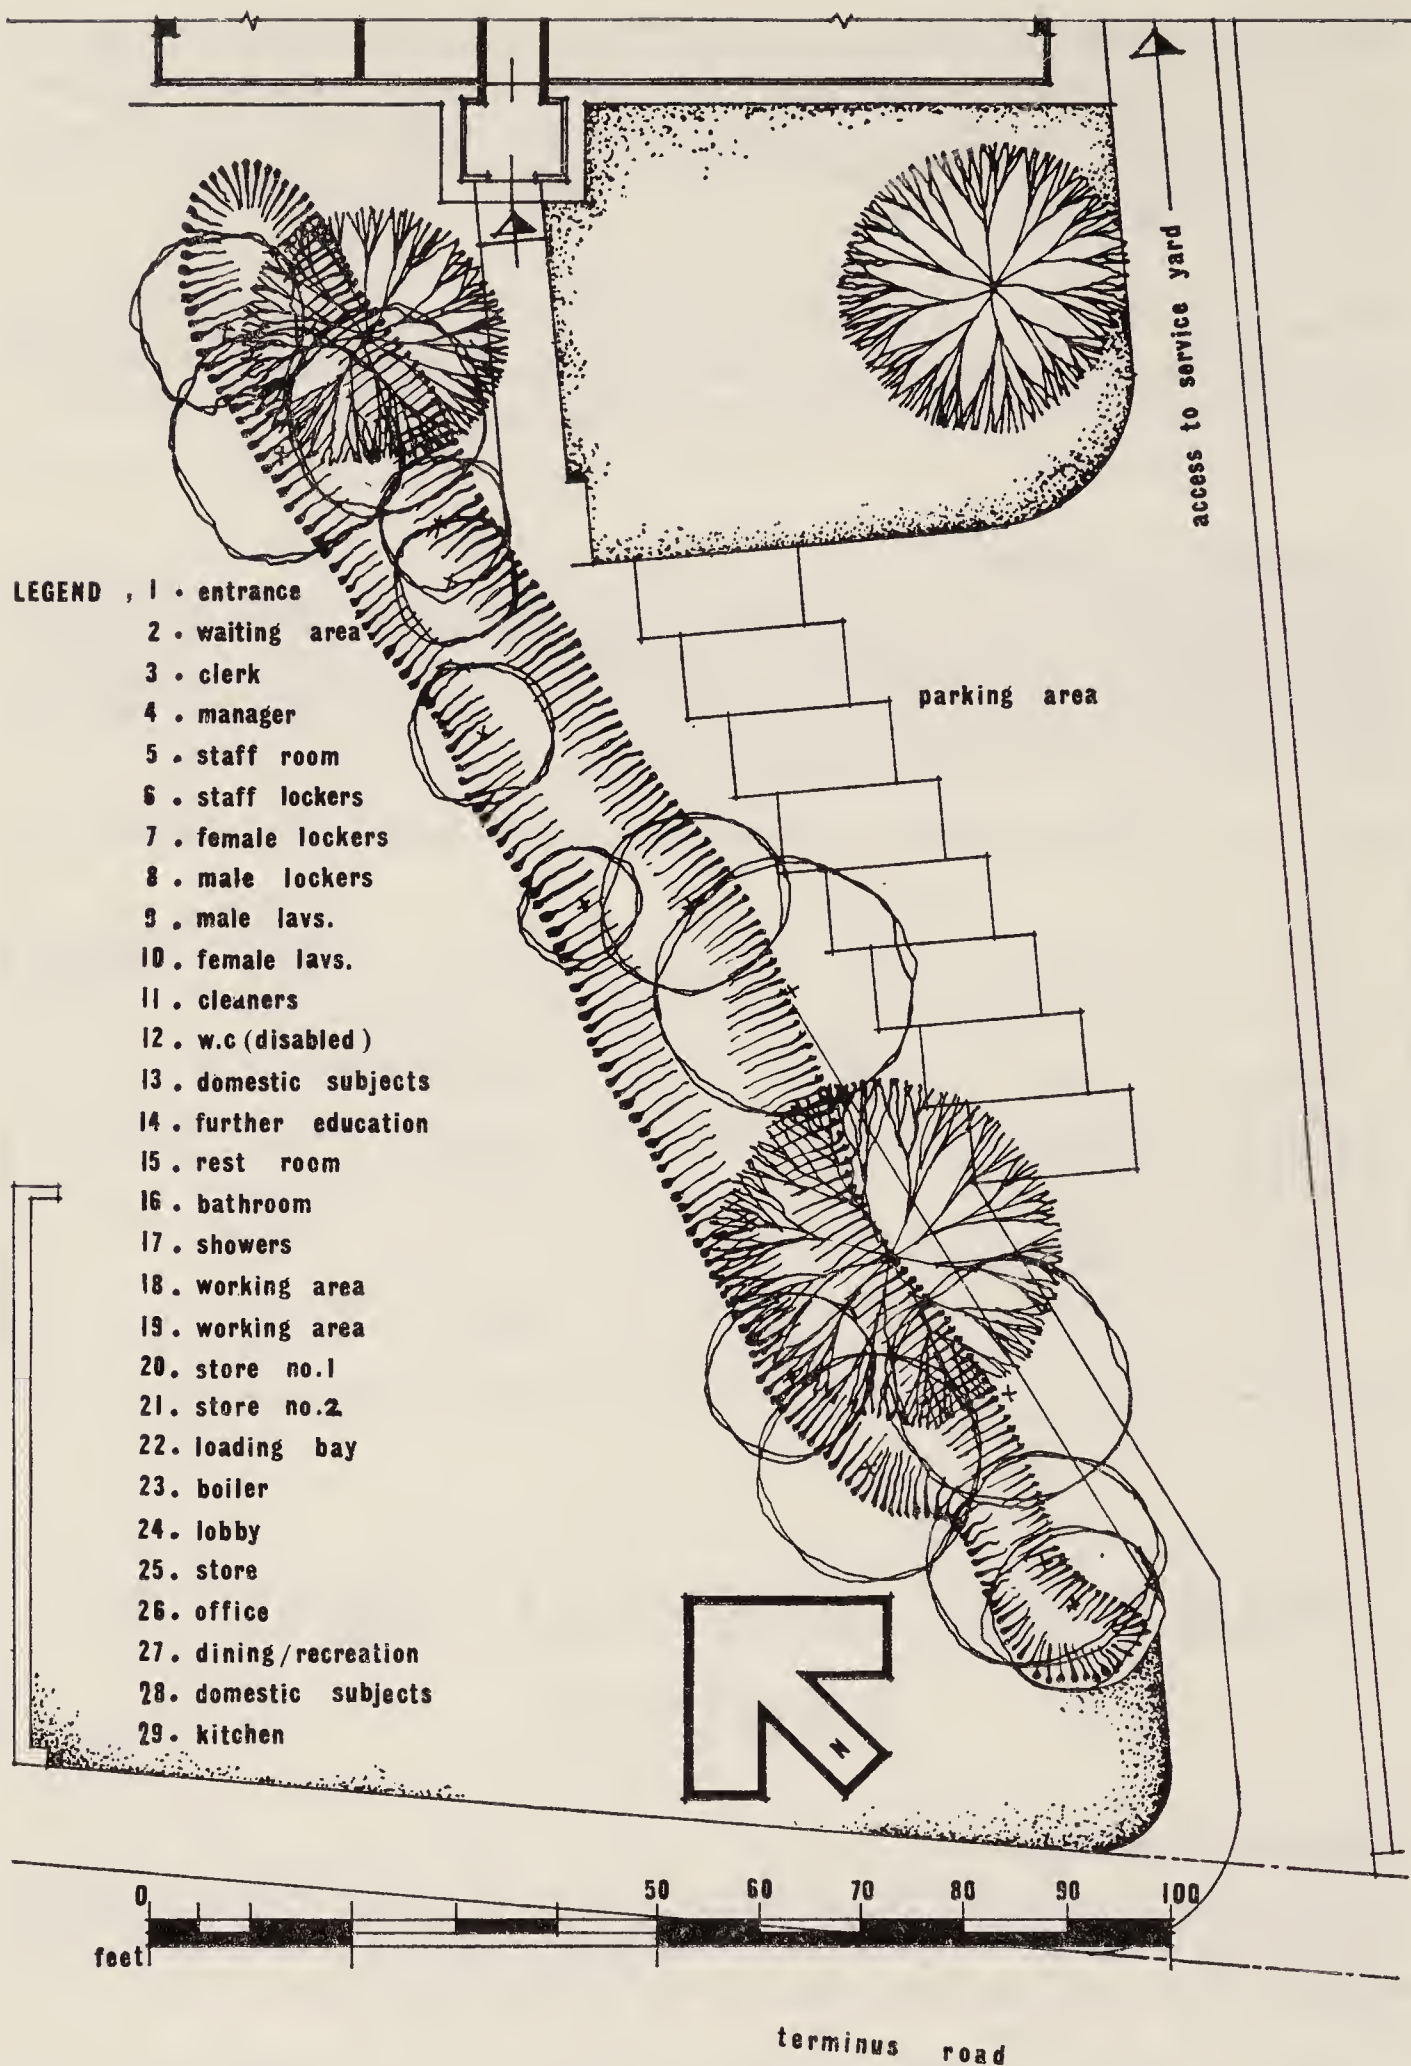 access to service yard
LEGEND , 1 . entrance
2 . waiting area
3 . clerk
4 . manager
5 . staff room
6 . staff lockers
7 . female lockers
8 . male lockers
9 . male lavs.
10 . female lavs.
11 . cleaners
12 . w.c (disabled)
13 . domestic subjects
14 . further education
15 . rest room
16 . bathroom
17 . showers
18 . working area
19 . working area
20 . store no.1
21 . store no.2
22 . loading bay
23 . boiler
24 . lobby
25 . store
26 . office
27 . dining/recreation
28 . domestic subjects
29 . kitchen
parking area
N
0 50 60 70 80 90 100
feet
terminus road